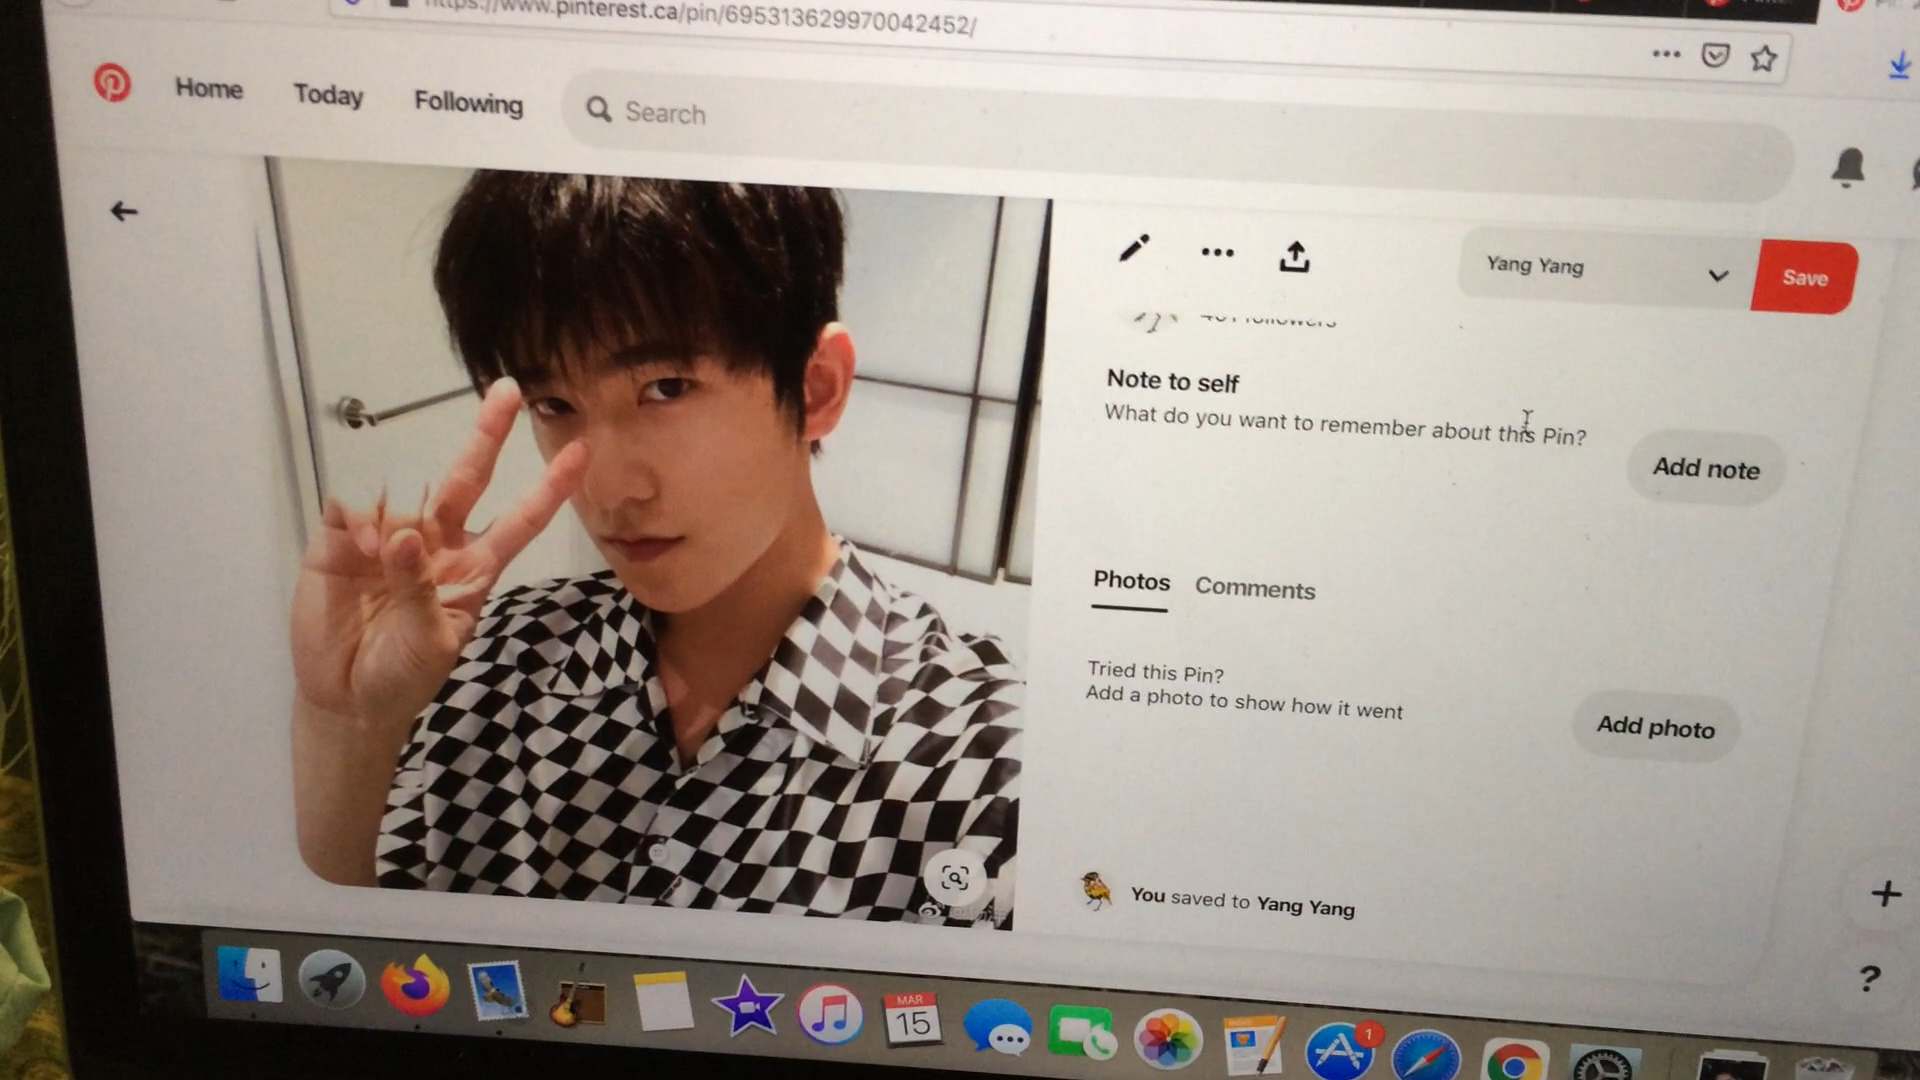 https://www.pinterest.ca/pin/695313629970042452/
Home
Today
Following
Search
Yang Yang
Save
followers
Note to self
What do you want to remember about this Pin?
Add note
Photos
Comments
Tried this Pin?
Add a photo to show how it went
Add photo
You saved to Yang Yang
MAR
15
1
?